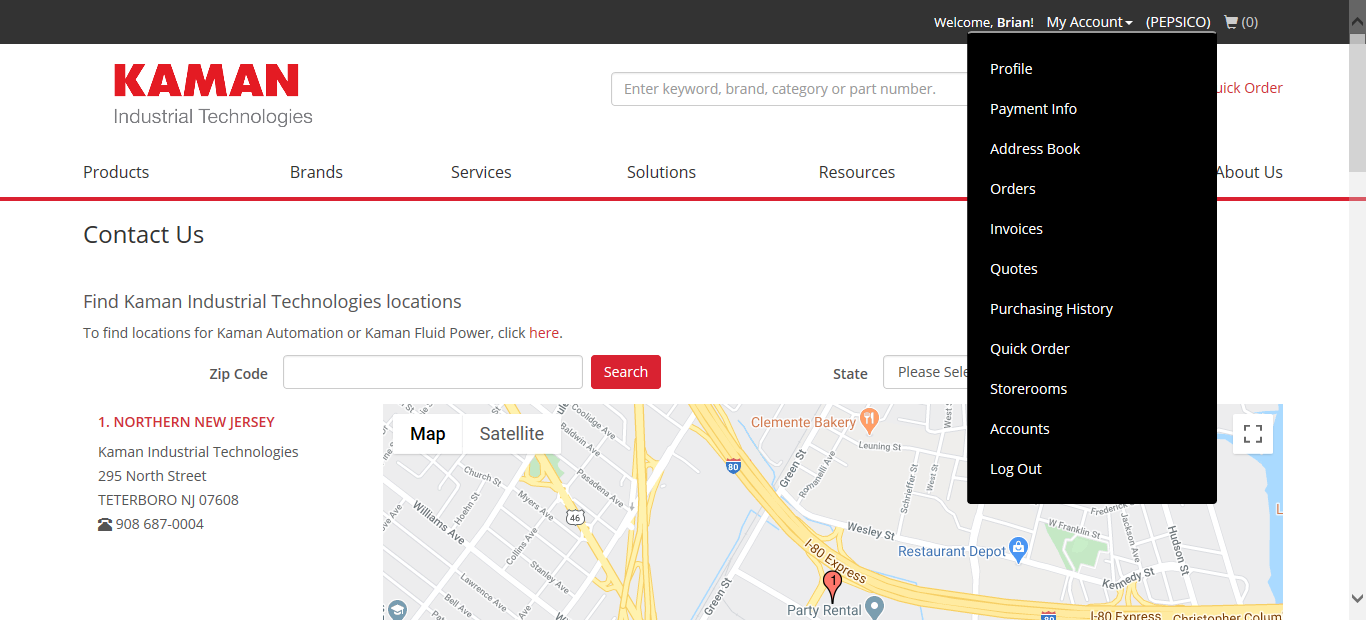 Welcome, Brian! My Account (PEPSICO) (0)
KAMAN
Industrial Technologies
Enter keyword, brand, category or part number.
uick Order
Products Brands Services Solutions Resources About Us
Profile
Payment Info
Address Book
Orders
Invoices
Quotes
Purchasing History
Quick Order
Storerooms
Accounts
Log Out
Contact Us
Find Kaman Industrial Technologies locations
To find locations for Kaman Automation or Kaman Fluid Power, click here.
Zip Code Search State Please Sele
1. NORTHERN NEW JERSEY
Kaman Industrial Technologies
295 North Street
TETERBORO NJ 07608
908 687-0004
Map Satellite
Coolidge Ave
Baldwin Ave
Pasadena Ave
Church St
Myers Ave
Hoehn St
Williams Ave
Collins Ave
Stanley Ave
Lawrence Ave
Bell Ave
46
80
Clemente Bakery
Leuning St
Green St
Romanelli Ave
Schrieffer St
West St
West S
Wesley St
I-80 Express
Restaurant Depot
W Franklin St
Frederick
Jackson Ave
Hudson St
Kennedy St
Green St
1
Party Rental
80
I-80 Express
Christopher Colum
L